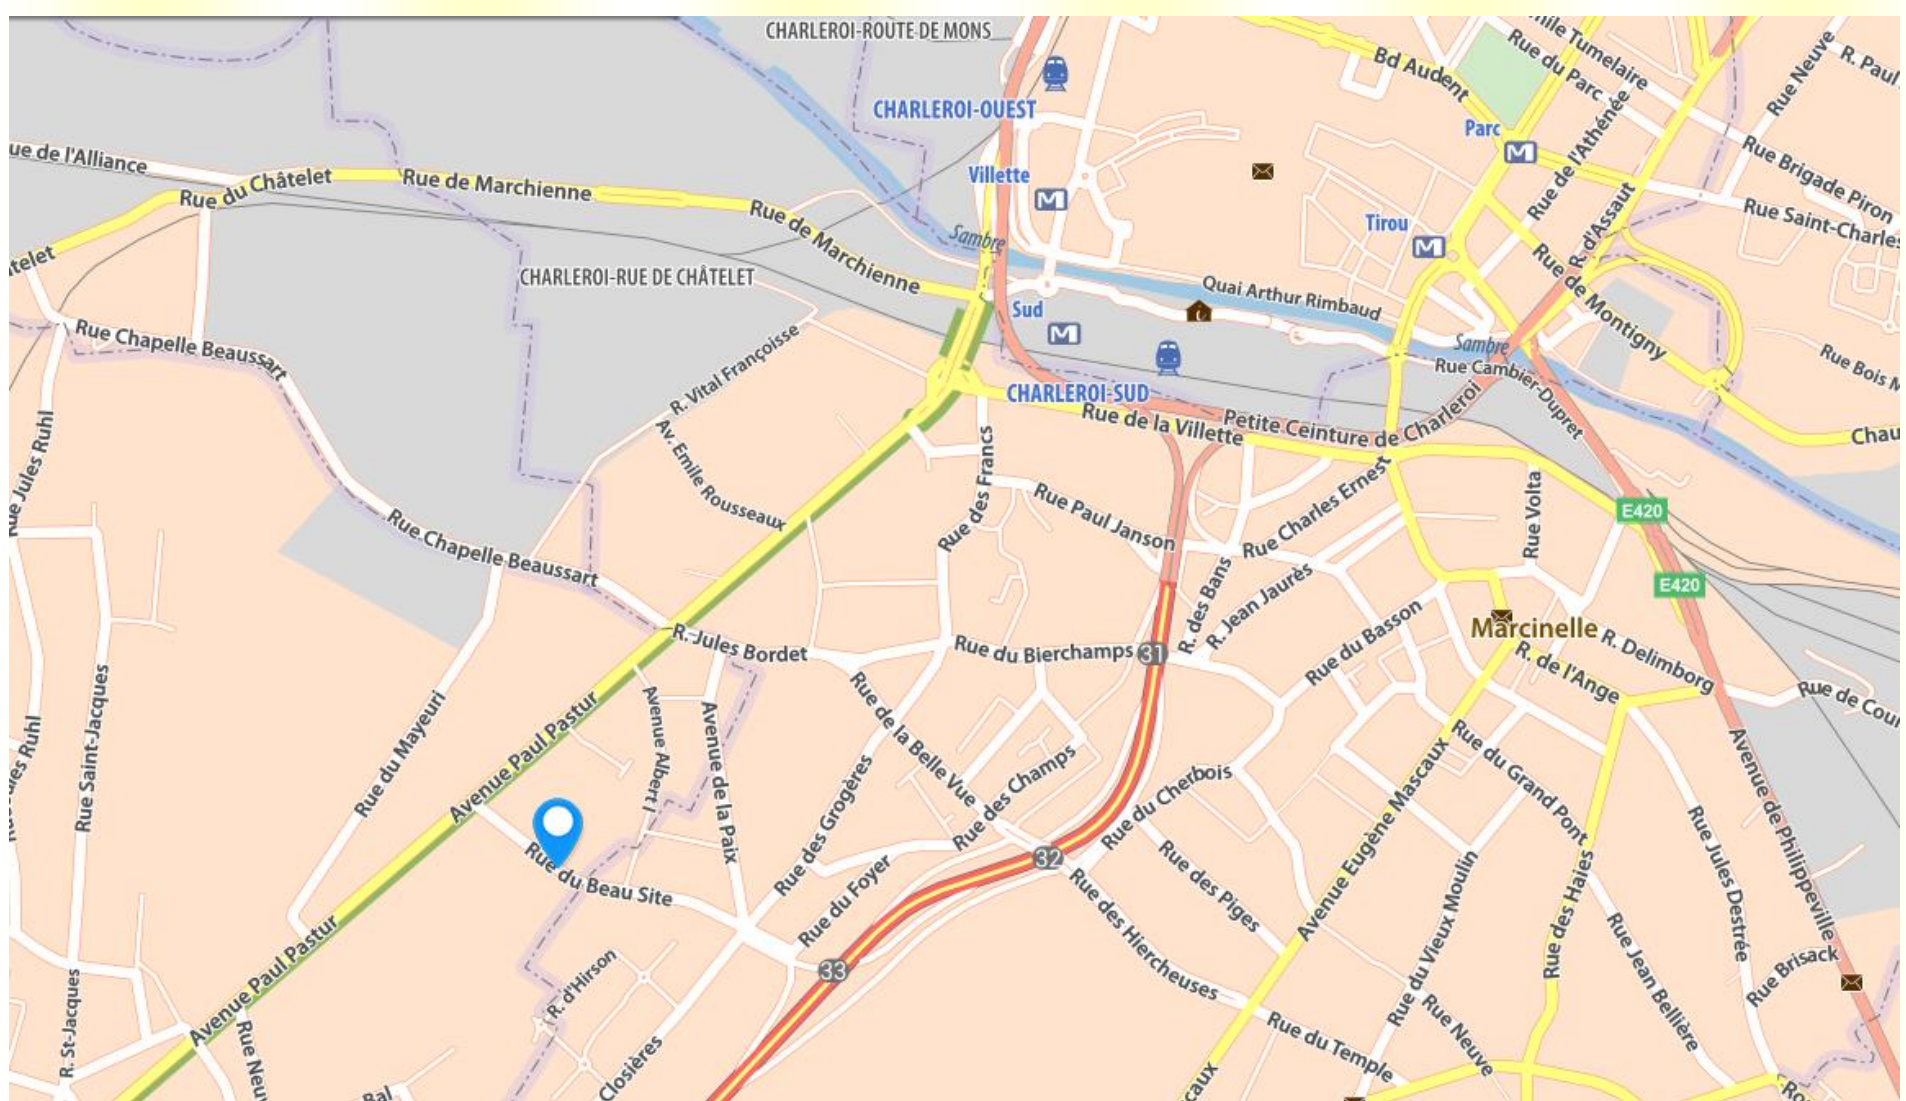 CHARLEROI-ROUTE DE MONS
Bd Audent
Rue du Parc
Rue Neuve
R. Paul
CHARLEROI-OUEST
Parc
Rue de l'Athénée
Rue Brigade Piron
ue de l'Alliance
Rue du Châtelet
Rue de Marchienne
Villette
Rue de Marchienne
Tirou
R. d'Assaut
Rue Saint-Charles
telet
Sambre
CHARLEROI-RUE DE CHÂTELET
Quai Arthur Rimbaud
Rue de Montigny
Sud
Rue Chapelle Beaussart
R. Vital Françoise
Sambre
Rue Cambier-Dupret
Rue Bois
CHARLEROI-SUD
Rue de la Villette
Petite Ceinture de Charleroi
Chau
Rue Jules Ruhl
Av. Emile Rousseaux
Rue des Francs
Rue Paul Janson
Rue Charles Ernest
Rue Volta
E420
Rue Chapelle Beaussart
E420
R. des Bans
R. Jean Jaurès
Rue du Basson
Marcinelle
R. Jules Bordet
Rue du Bierchamps
31
R. Delimborg
R. de l'Ange
Rue de Cour
Rue Saint-Jacques
Rue du Mayeuri
Avenue Paul Pastur
Avenue Albert I
Avenue de la Paix
Rue de la Belle Vue
Rue des Grogères
Rue des Champs
Rue du Cherbois
Avenue Eugène Mascaux
Rue du Grand Pont
Avenue de Philippeville
Ruhl
Rue du Beau Site
Rue du Foyer
32
Rue des Piges
Rue des Hiercheuses
Rue du Vieux Moulin
Rue des Haies
Rue Jules Destrée
Rue Jean Bellière
Rue Brisack
33
R. d'Hirson
Avenue Paul Pastur
R. St-Jacques
Rue Neuv
Closières
Rue du Temple
Rue Neuve
caux
Bal